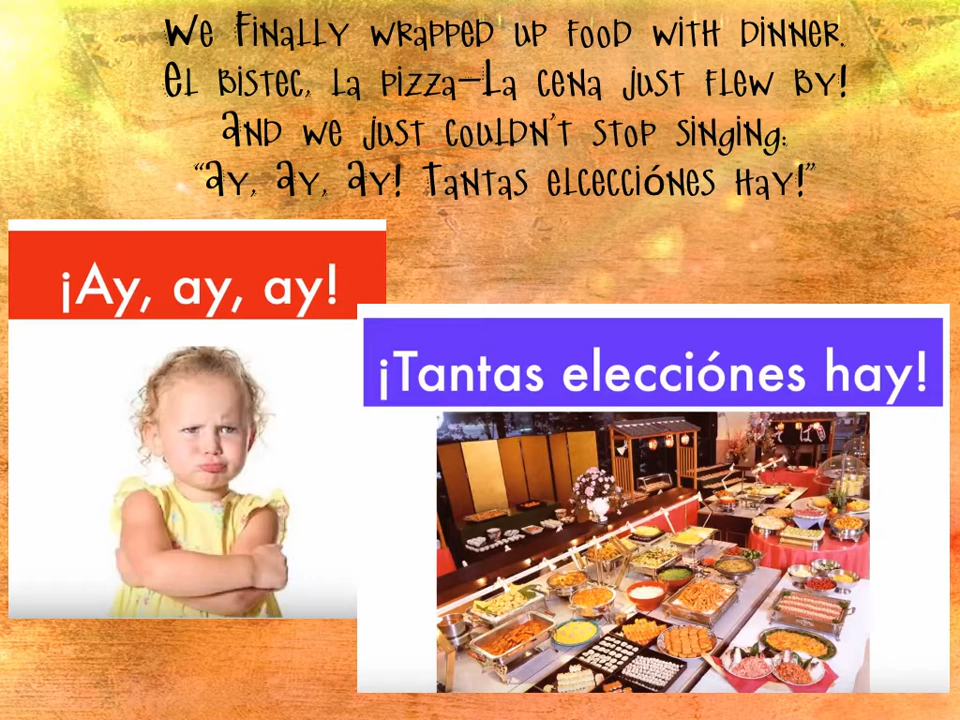 We Finally wrapped up food with dinner.
El bistec, la pizza-La cena just flew by!
And we just couldn't stop singing:
"Ay, Ay, Ay! Tantas elcecciónes hay!"
¡Ay, ay, ay!
¡Tantas elecciónes hay!